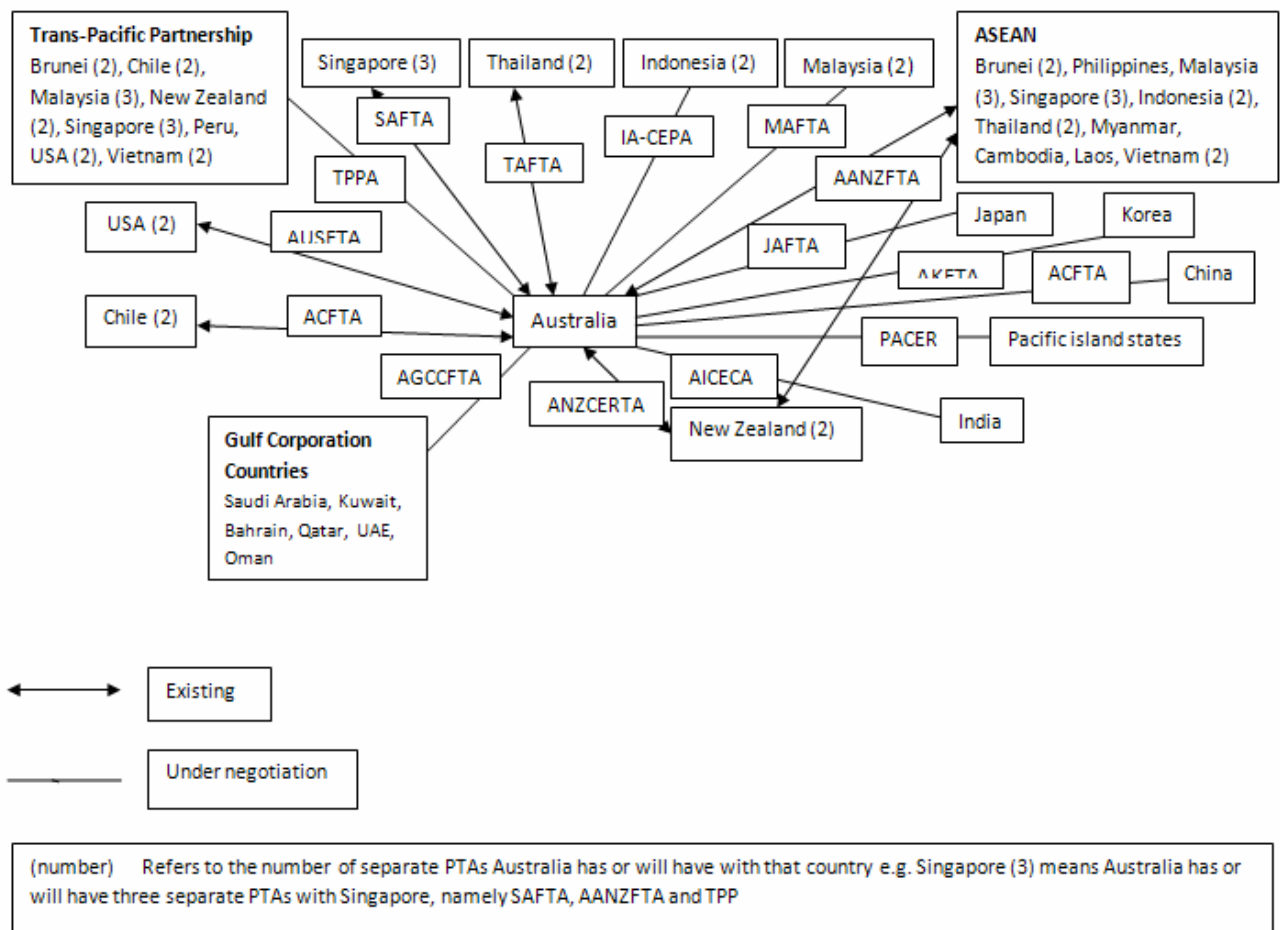 Trans-Pacific Partnership
Brunei (2), Chile (2),
Malaysia (3), New Zealand
(2), Singapore (3), Peru,
USA (2), Vietnam (2)
Singapore (3)
Thailand (2)
Indonesia (2)
Malaysia (2)
ASEAN
Brunei (2), Philippines, Malaysia
(3), Singapore (3), Indonesia (2),
Thailand (2), Myanmar,
Cambodia, Laos, Vietnam (2)
SAFTA
TAFTA
IA-CEPA
MAFTA
TPPA
AANZFTA
USA (2)
AUSFTA
JAFTA
Japan
Korea
AKFTA
ACFTA
China
Chile (2)
ACFTA
Australia
PACER
Pacific island states
AGCCFTA
ANZCERTA
AICECA
New Zealand (2)
India
Gulf Corporation
Countries
Saudi Arabia, Kuwait,
Bahrain, Qatar, UAE,
Oman
Existing
Under negotiation
(number) Refers to the number of separate PTAs Australia has or will have with that country e.g. Singapore (3) means Australia has or
will have three separate PTAs with Singapore, namely SAFTA, AANZFTA and TPP